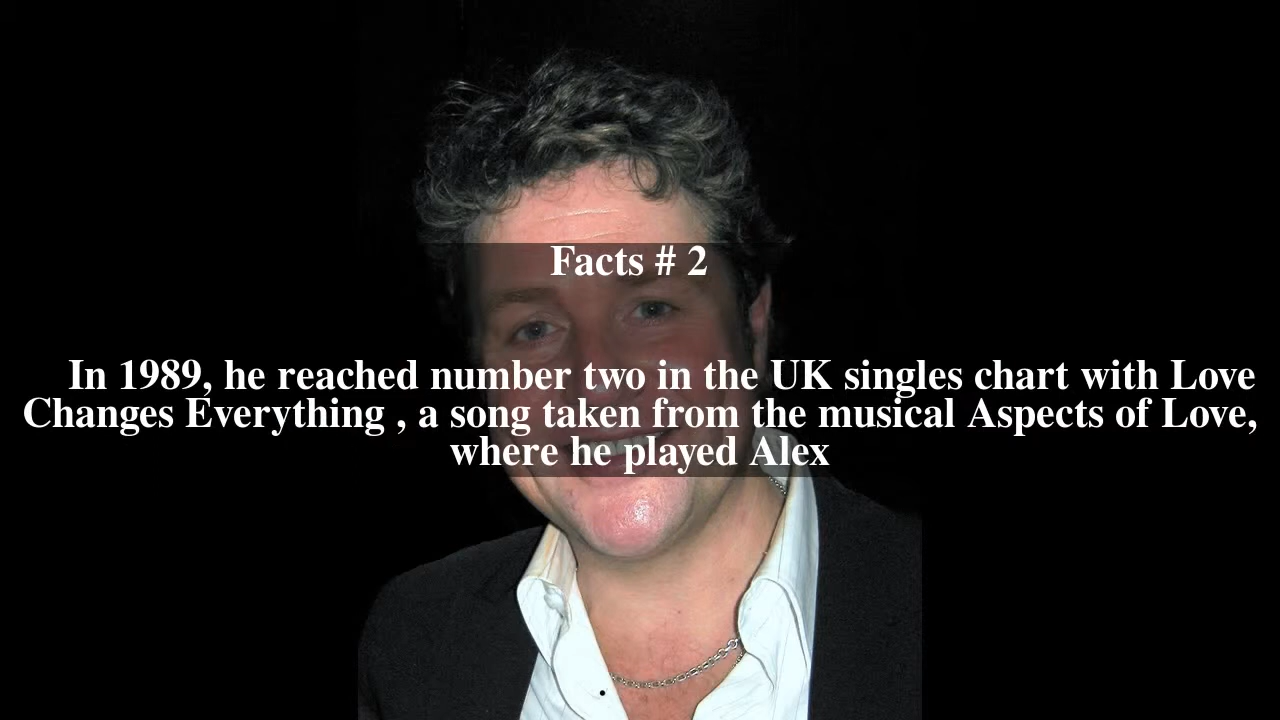 Facts # 2
In 1989, he reached number two in the UK singles chart with Love
Changes Everything , a song taken from the musical Aspects of Love,
where he played Alex